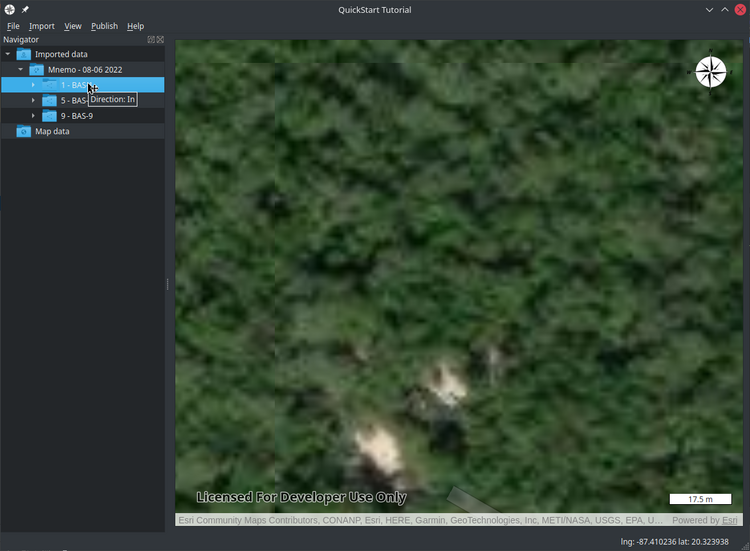 QuickStart Tutorial
File Import View Publish Help
Navigator
Imported data
Mnemo - 08-06 2022
1 - BAS
5 - BAS-
Direction: In
9 - BAS-9
Map data
Licensed For Developer Use Only
17.5 m
Esri Community Maps Contributors, CONANP, Esri, HERE, Garmin, GeoTechnologies, Inc, METI/NASA, USGS, EPA, U... Powered by Esri
lng: -87.410236 lat: 20.323938